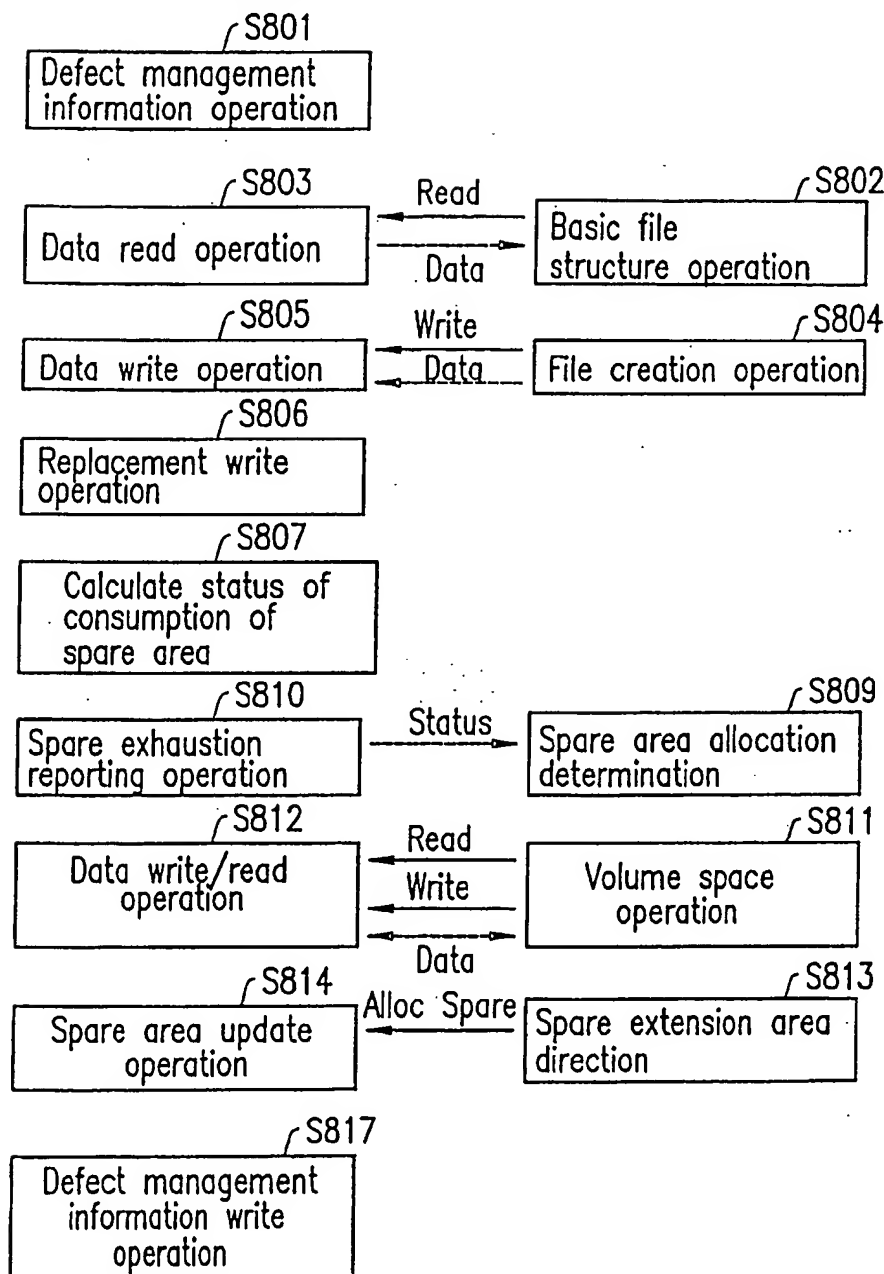 S801
Defect management
information operation
S803
Read
S802
Data read operation
Basic file
structure operation
Data
S805
Write
S804
Data write operation
Data
File creation operation
S806
Replacement write
operation
S807
Calculate status of
consumption of
spare area
S810
Status
S809
Spare exhaustion
reporting operation
Spare area allocation
determination
S812
Read
S811
Data write/read
operation
Write
Volume space
operation
Data
S814
Alloc Spare
S813
Spare area update
operation
Spare extension area
direction
S817
Defect management
information write
operation